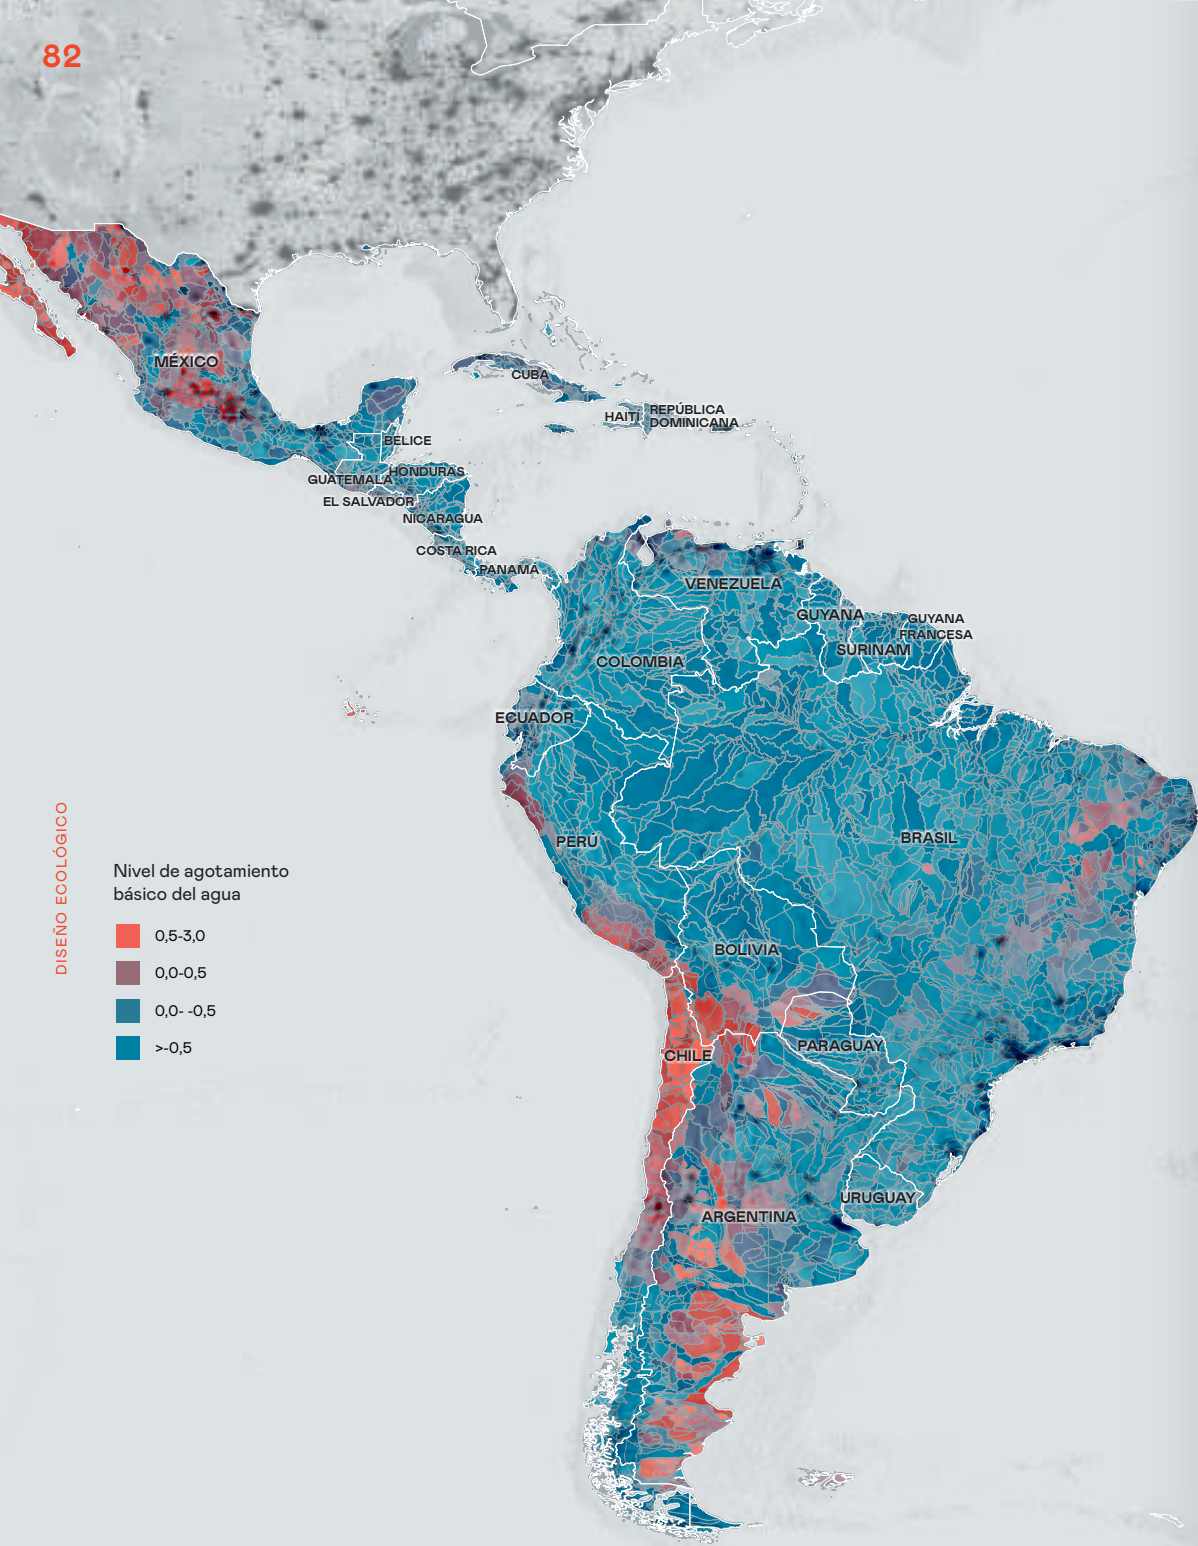 82
MÉXICO
CUBA
HAITI
REPÚBLICA
DOMINICANA
BELICE
GUATEMALA
HONDURAS
EL SALVADOR
NICARAGUA
COSTA RICA
PANAMÁ
VENEZUELA
GUYANA
GUYANA
FRANCESA
SURINAM
COLOMBIA
ECUADOR
PERÚ
BRASIL
BOLIVIA
PARAGUAY
CHILE
URUGUAY
ARGENTINA
DISEÑO ECOLÓGICO
Nivel de agotamiento
básico del agua
0,5-3,0
0,0-0,5
0,0- -0,5
>-0,5